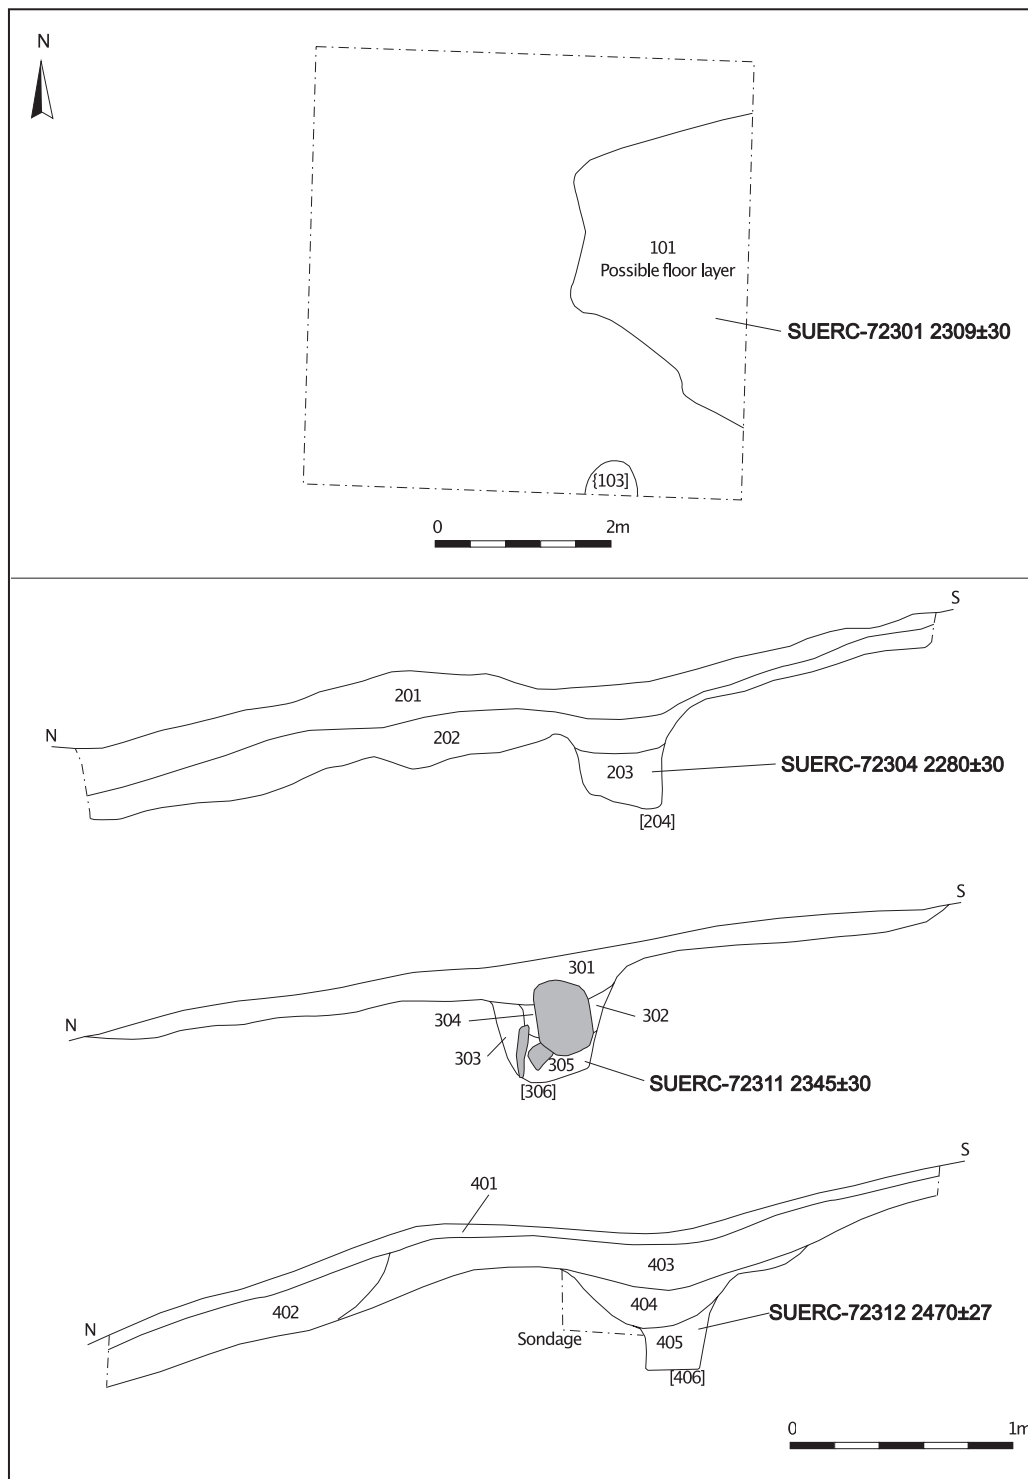 N
101
Possible floor layer
SUERC-72301 2309±30
{103]
0 2m
S
201
N
202
203
SUERC-72304 2280±30
[204]
S
301
N
304
302
303
305
SUERC-72311 2345±30
[306]
S
401
403
402
404
N
SUERC-72312 2470±27
Sondage
405
[406]
0 1m